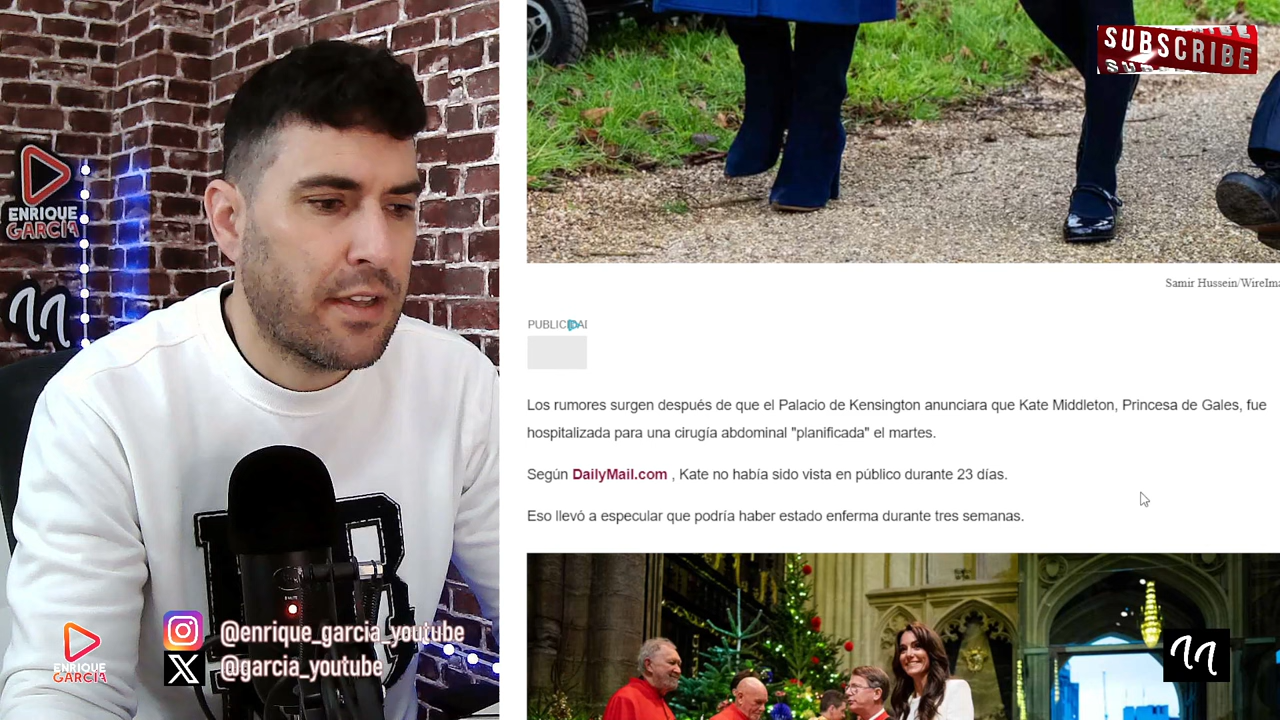 SUBSCRIBE
ENRIQUE
GARCIA
Samir Hussein/WireIma
Los rumores surgen después de que el Palacio de Kensington anunciara que Kate Middleton, Princesa de Gales, fue
hospitalizada para una cirugía abdominal "planificada" el martes.
Según DailyMail.com , Kate no había sido vista en público durante 23 días.
Eso llevó a especular que podría haber estado enferma durante tres semanas.
@enrique_garcia_youtube
@garcia_youtube
ENRIQUE
GARCIA